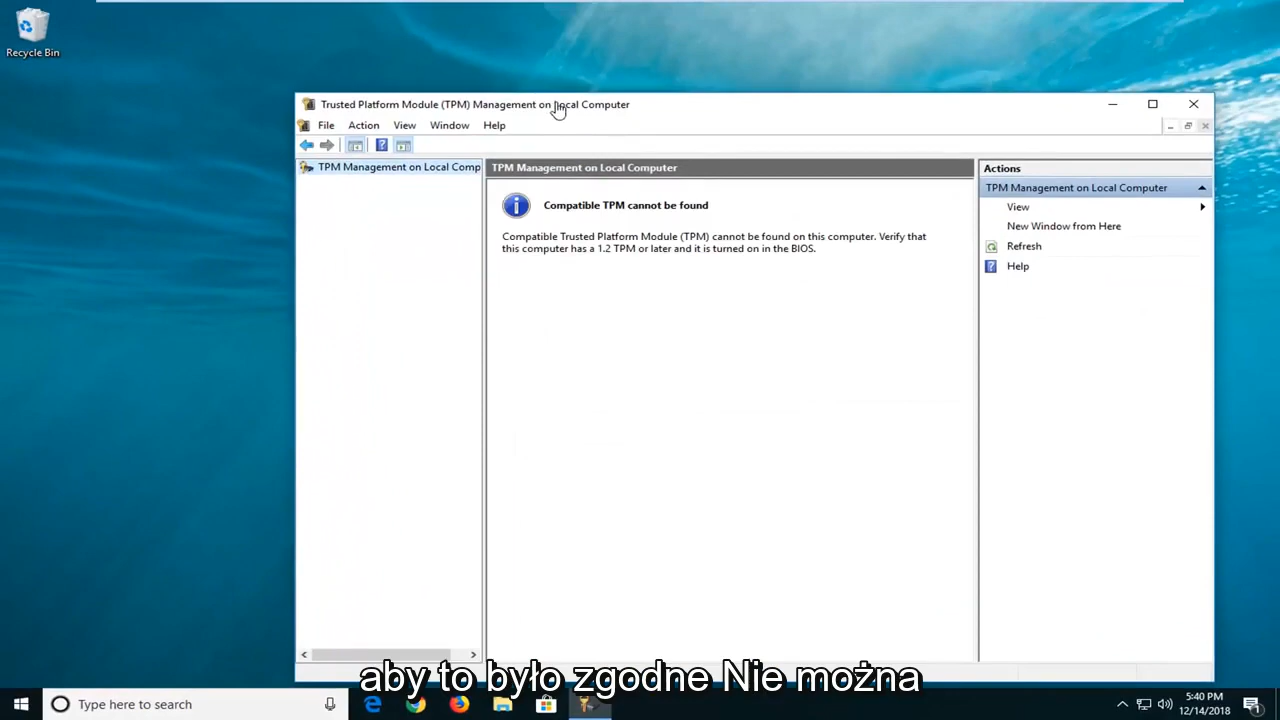 Recycle Bin
Trusted Platform Module (TPM) Management on Local Computer
File Action View Window Help
TPM Management on Local Comp
TPM Management on Local Computer
Compatible TPM cannot be found
Compatible Trusted Platform Module (TPM) cannot be found on this computer. Verify that
this computer has a 1.2 TPM or later and it is turned on in the BIOS.
Actions
TPM Management on Local Computer
View
New Window from Here
Refresh
Help
aby to było zgodne Nie można
Type here to search
5:40 PM
12/14/2018
1